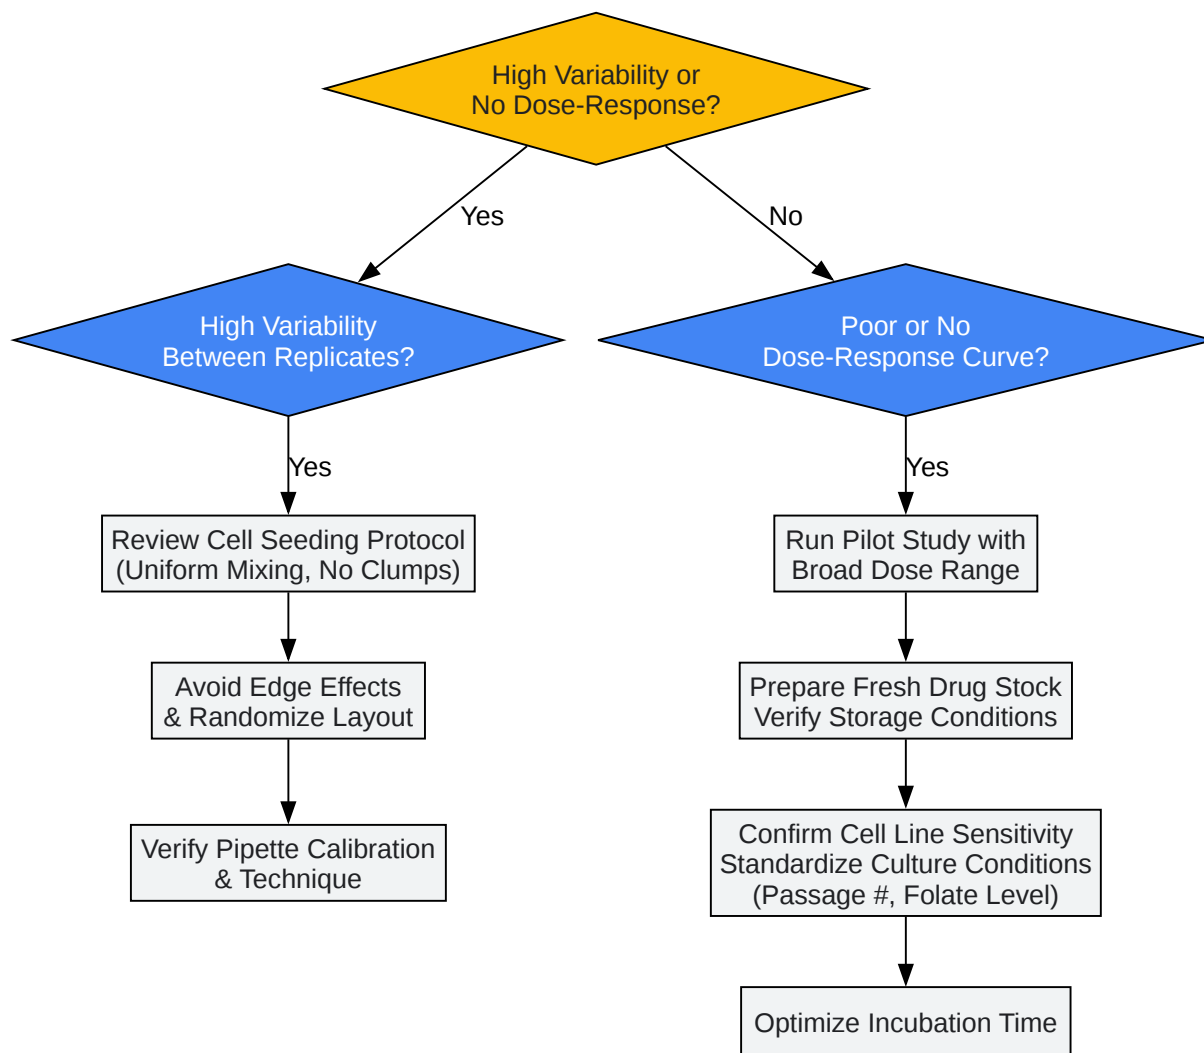 High Variability or
No Dose-Response?
Yes
No
High Variability
Between Replicates?
Poor or No
Dose-Response Curve?
Yes
Yes
Review Cell Seeding Protocol
(Uniform Mixing, No Clumps)
Run Pilot Study with
Broad Dose Range
Avoid Edge Effects
& Randomize Layout
Prepare Fresh Drug Stock
Verify Storage Conditions
Verify Pipette Calibration
& Technique
Confirm Cell Line Sensitivity
Standardize Culture Conditions
(Passage #, Folate Level)
Optimize Incubation Time